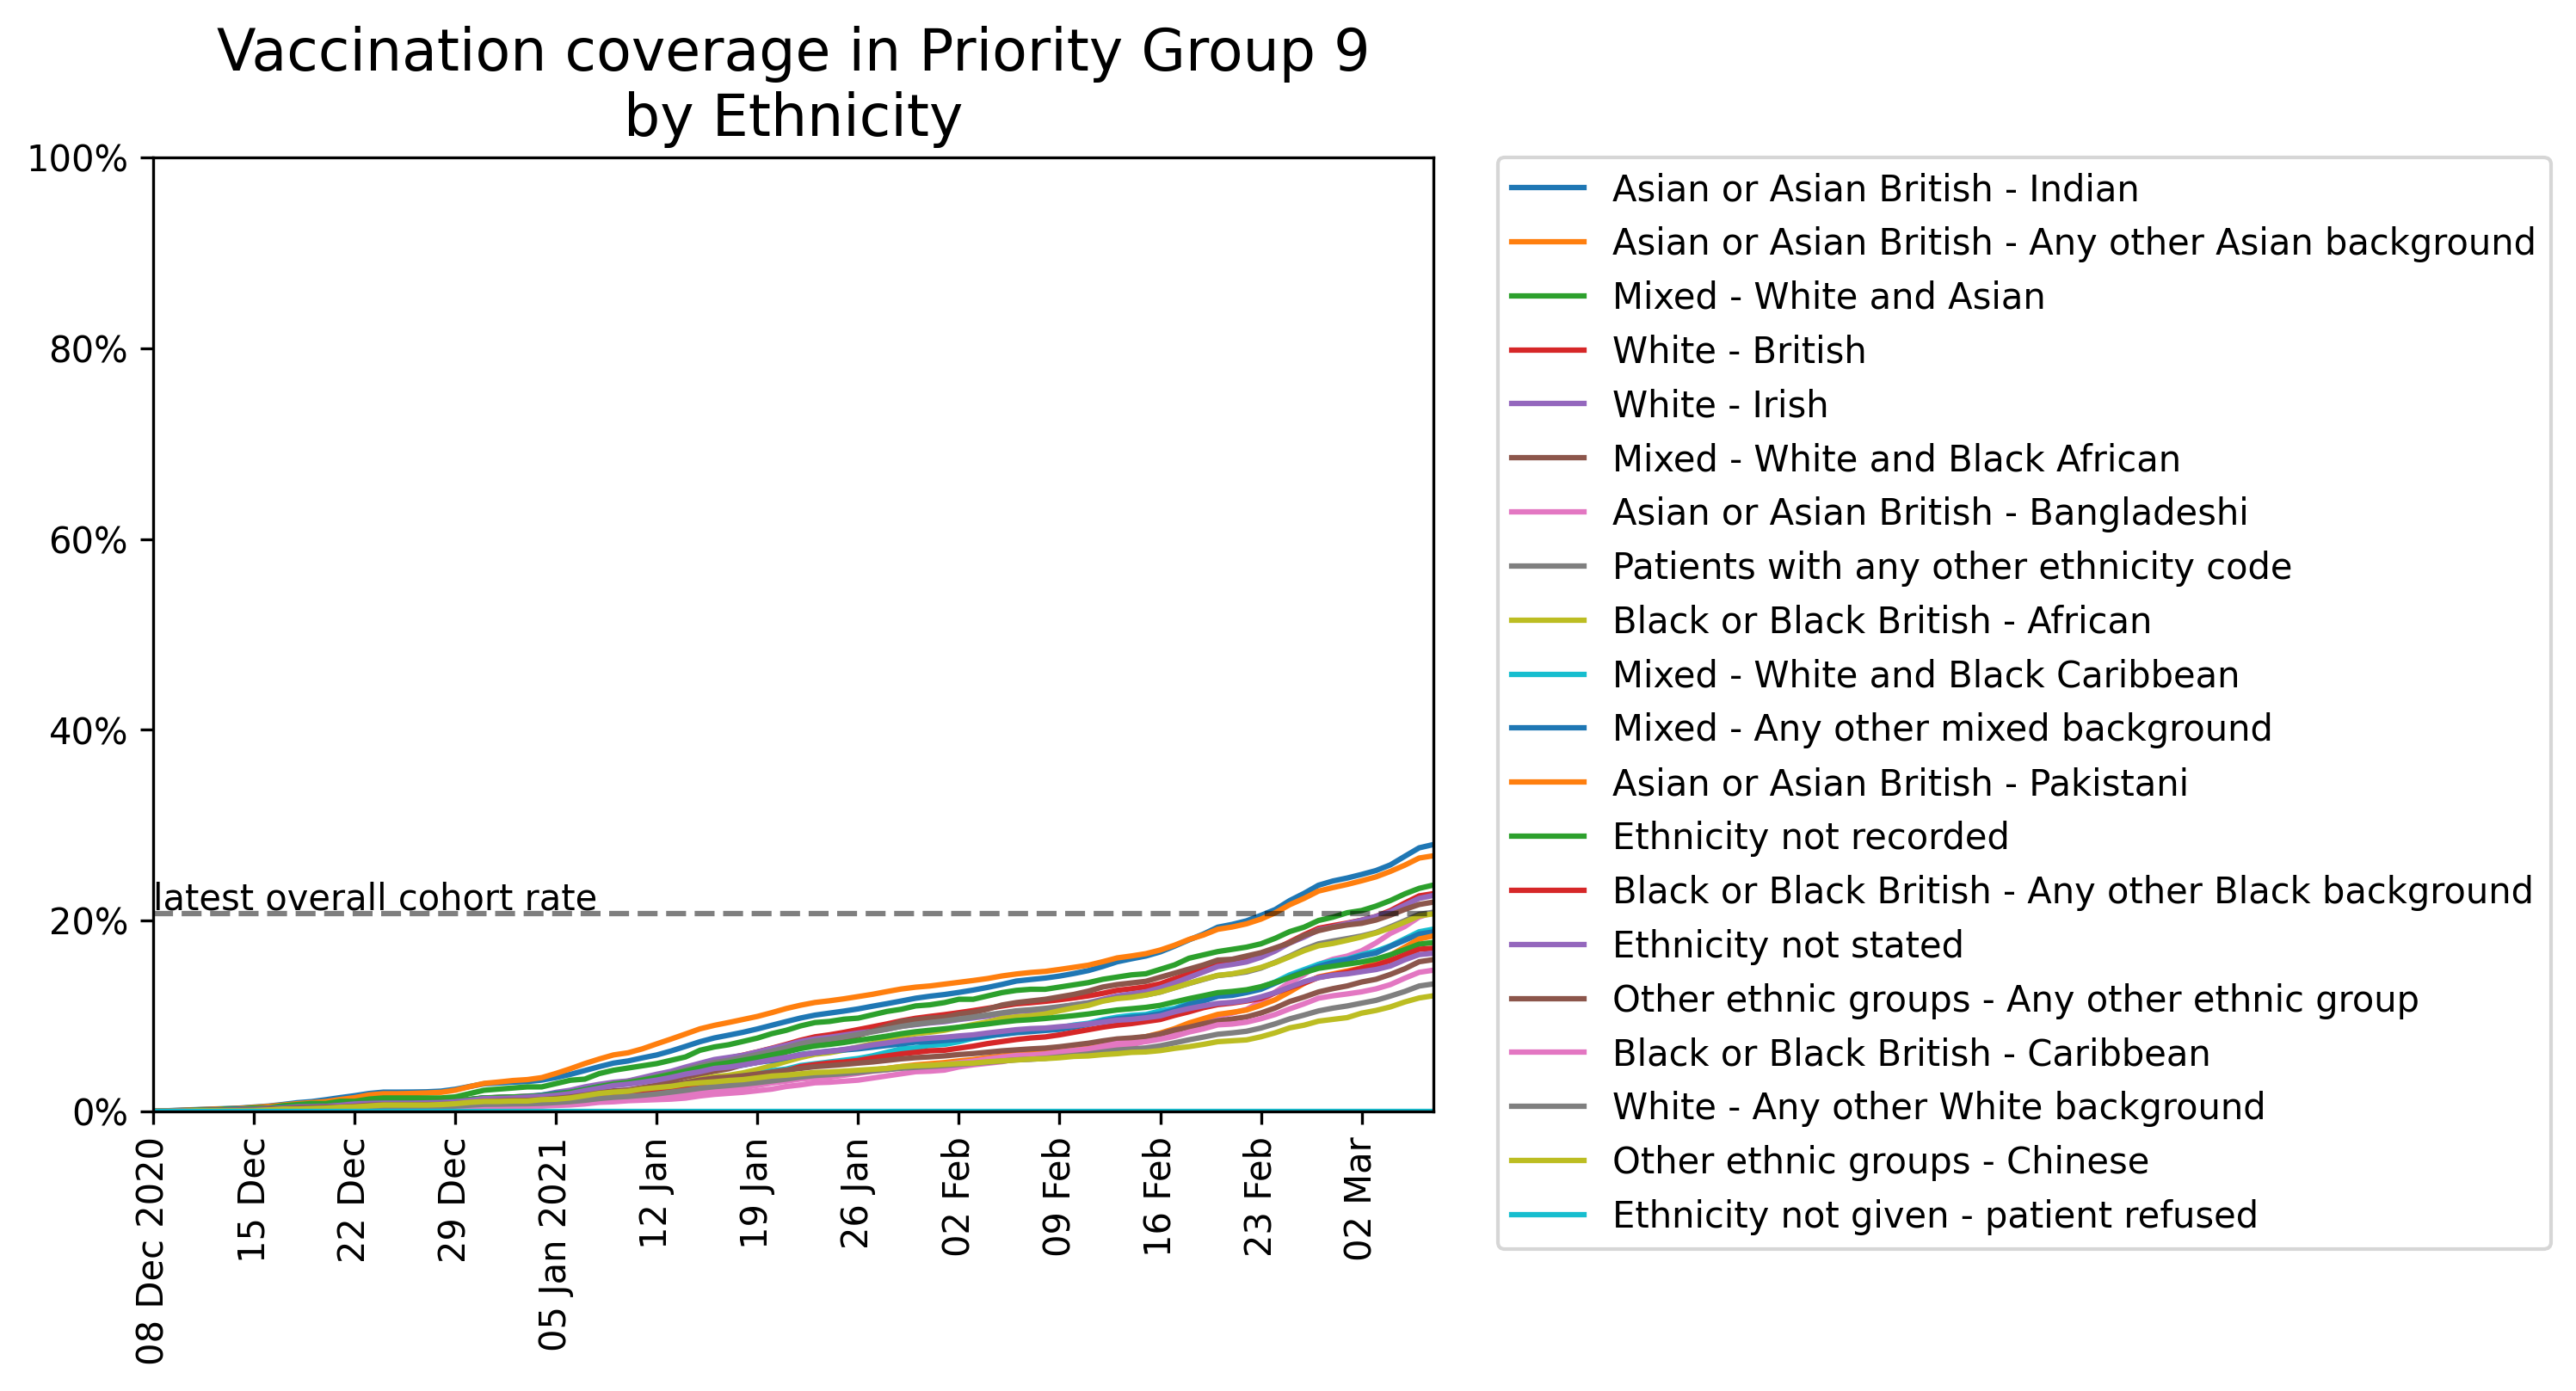 Vaccination coverage in Priority Group 9
by Ethnicity
100%
80%
60%
40%
20%
0%
latest overall cohort rate
08 Dec 2020
15 Dec
22 Dec
29 Dec
05 Jan 2021
12 Jan
19 Jan
26 Jan
02 Feb
09 Feb
16 Feb
23 Feb
02 Mar
Asian or Asian British - Indian
Asian or Asian British - Any other Asian background
Mixed - White and Asian
White - British
White - Irish
Mixed - White and Black African
Asian or Asian British - Bangladeshi
Patients with any other ethnicity code
Black or Black British - African
Mixed - White and Black Caribbean
Mixed - Any other mixed background
Asian or Asian British - Pakistani
Ethnicity not recorded
Black or Black British - Any other Black background
Ethnicity not stated
Other ethnic groups - Any other ethnic group
Black or Black British - Caribbean
White - Any other White background
Other ethnic groups - Chinese
Ethnicity not given - patient refused